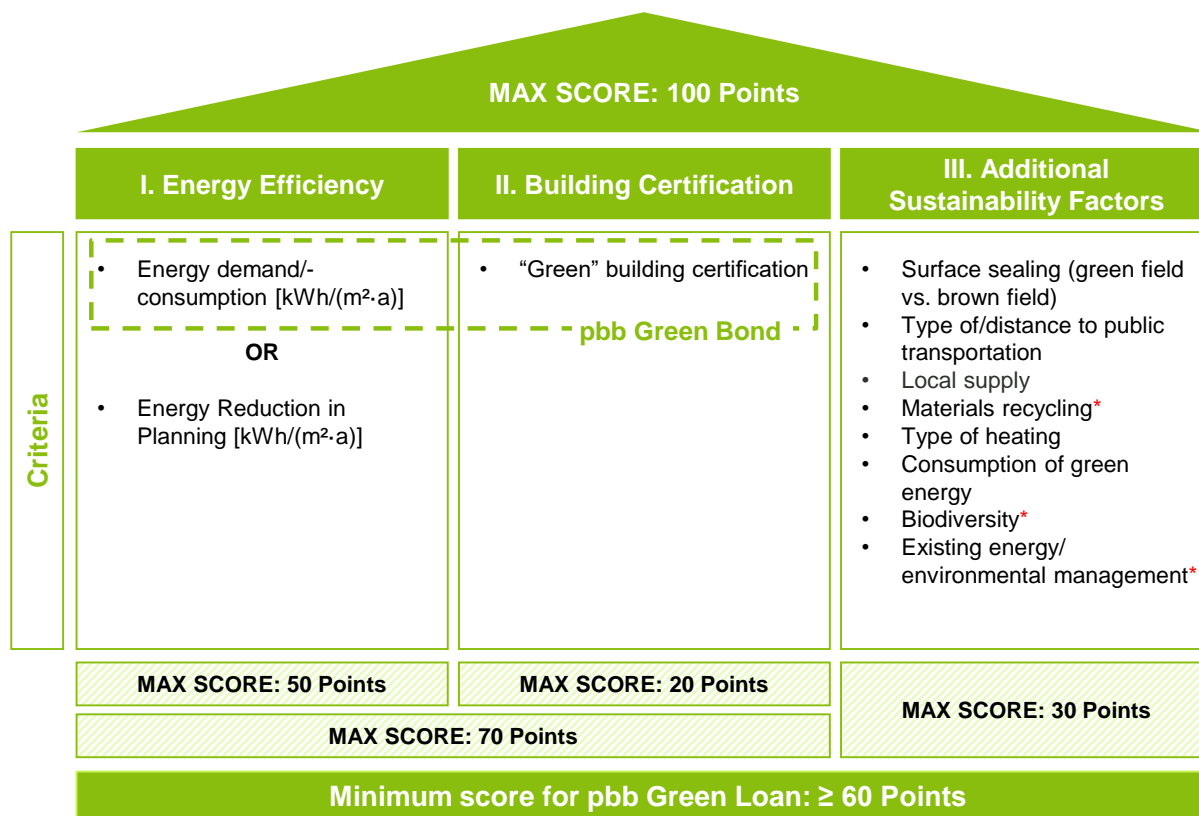 MAX SCORE: 100 Points
I. Energy Efficiency
II. Building Certification
III. Additional
Sustainability Factors
Criteria
• Energy demand/-
consumption [kWh/(m²·a)]
OR
• Energy Reduction in
Planning [kWh/(m²·a)]
• “Green” building certification
pbb Green Bond
• Surface sealing (green field
vs. brown field)
• Type of/distance to public
transportation
• Local supply
• Materials recycling*
• Type of heating
• Consumption of green
energy
• Biodiversity*
• Existing energy/
environmental management*
MAX SCORE: 50 Points
MAX SCORE: 20 Points
MAX SCORE: 70 Points
MAX SCORE: 30 Points
Minimum score for pbb Green Loan: ≥ 60 Points